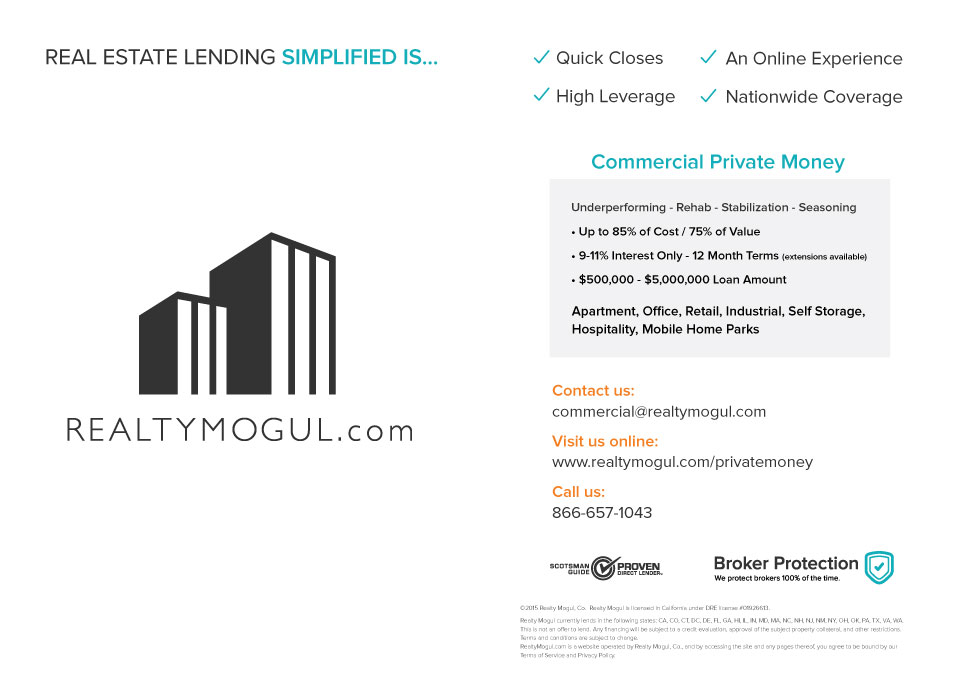 REAL ESTATE LENDING SIMPLIFIED IS...
REALTYMOGUL.com
Quick Closes
An Online Experience
High Leverage
Nationwide Coverage
Commercial Private Money
Underperforming - Rehab - Stabilization - Seasoning
• Up to 85% of Cost / 75% of Value
• 9-11% Interest Only - 12 Month Terms (extensions available)
• $500,000 - $5,000,000 Loan Amount
Apartment, Office, Retail, Industrial, Self Storage,
Hospitality, Mobile Home Parks
Contact us:
commercial@realtymogul.com
Visit us online:
www.realtymogul.com/privatemoney
Call us:
866-657-1043
SCOTSMAN
GUIDE
PROVEN
DIRECT LENDER
Broker Protection
We protect brokers 100% of the time.
©2015 Realty Mogul, Co. Realty Mogul is licensed in California under DRE license #01926613.
Realty Mogul currently lends in the following states: CA, CO, CT, DC, DE, FL, GA, HI, IL, IN, MD, MA, NC, NH, NJ, NM, NY, OH, OK, PA, TX, VA, WA.
This is not an offer to lend. Any financing will be subject to a credit evaluation, approval of the subject property collateral, and other restrictions.
Terms and conditions are subject to change.
RealtyMogul.com is a website operated by Realty Mogul, Co., and by accessing the site and any pages thereof, you agree to be bound by our
Terms of Service and Privacy Policy.